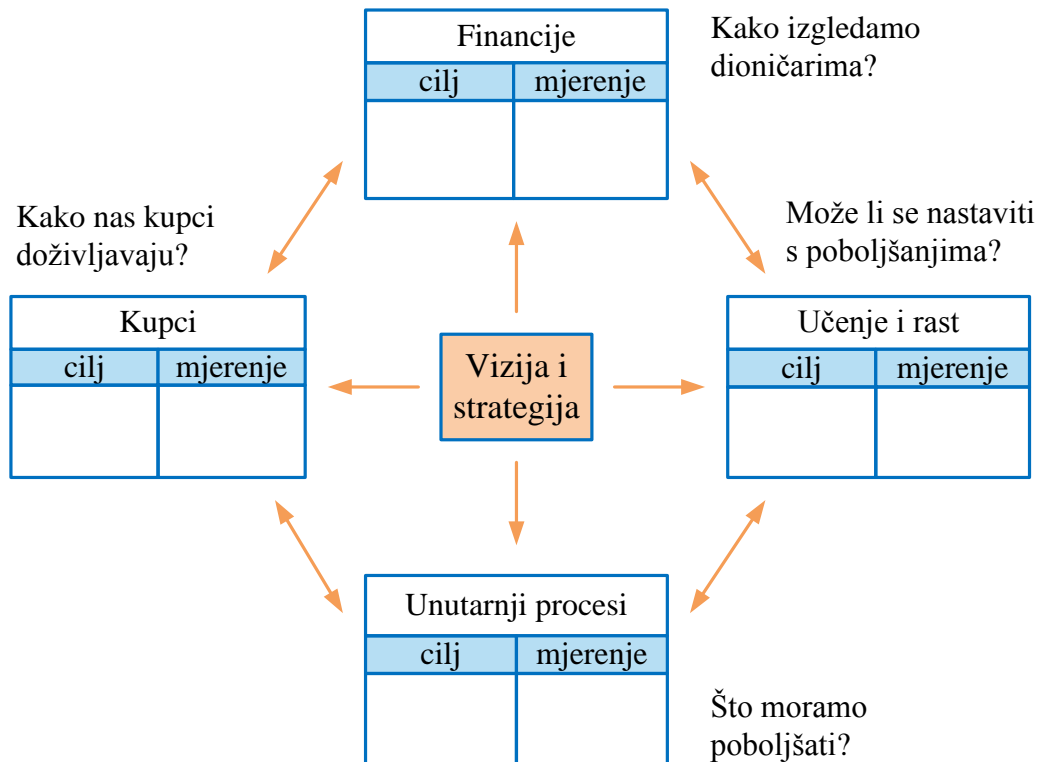 Financije
cilj mjerenje
Kako izgledamo
dioničarima?
Kako nas kupci
doživljavaju?
Može li se nastaviti
s poboljšanjima?
Kupci
cilj mjerenje
Vizija i
strategija
Učenje i rast
cilj mjerenje
Unutarnji procesi
cilj mjerenje
Što moramo
poboljšati?